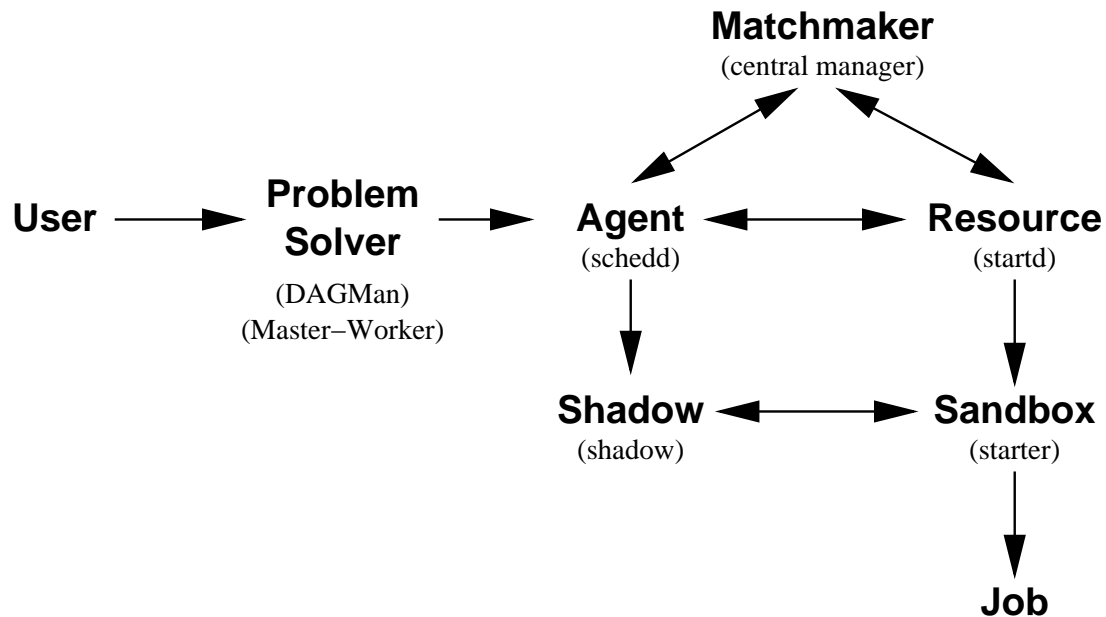 Matchmaker
(central manager)
User
Problem
Solver
(DAGMan)
(Master–Worker)
Agent
(schedd)
Resource
(startd)
Shadow
(shadow)
Sandbox
(starter)
Job